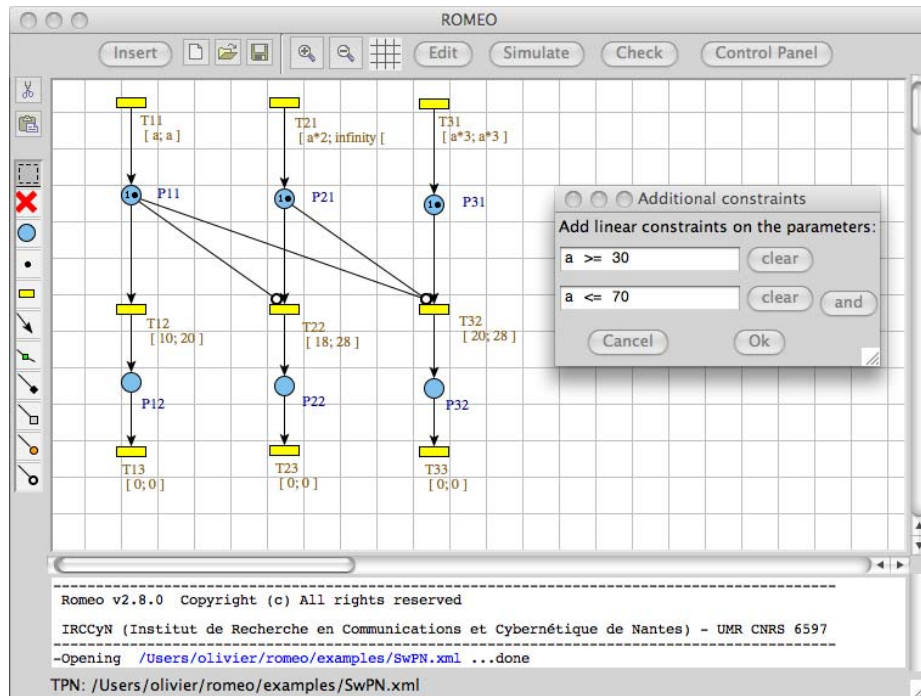 ROMEO
Insert Edit Simulate Check Control Panel
T11
[ a; a ]
T21
[ a*2; infinity [
T31
[ a*3; a*3 ]
1 P11
1 P21
1 P31
T12
[ 10; 20 ]
T22
[ 18; 28 ]
T32
[ 20; 28 ]
P12
P22
P32
T13
[ 0; 0 ]
T23
[ 0; 0 ]
T33
[ 0; 0 ]
Additional constraints
Add linear constraints on the parameters:
a >= 30 clear
a <= 70 clear and
Cancel Ok
--------------------------------------------------------------------------------
Romeo v2.8.0 Copyright (c) All rights reserved
IRCCyN (Institut de Recherche en Communications et Cybernétique de Nantes) - UMR CNRS 6597
--------------------------------------------------------------------------------
-Opening /Users/olivier/romeo/examples/SwPN.xml ...done
TPN: /Users/olivier/romeo/examples/SwPN.xml